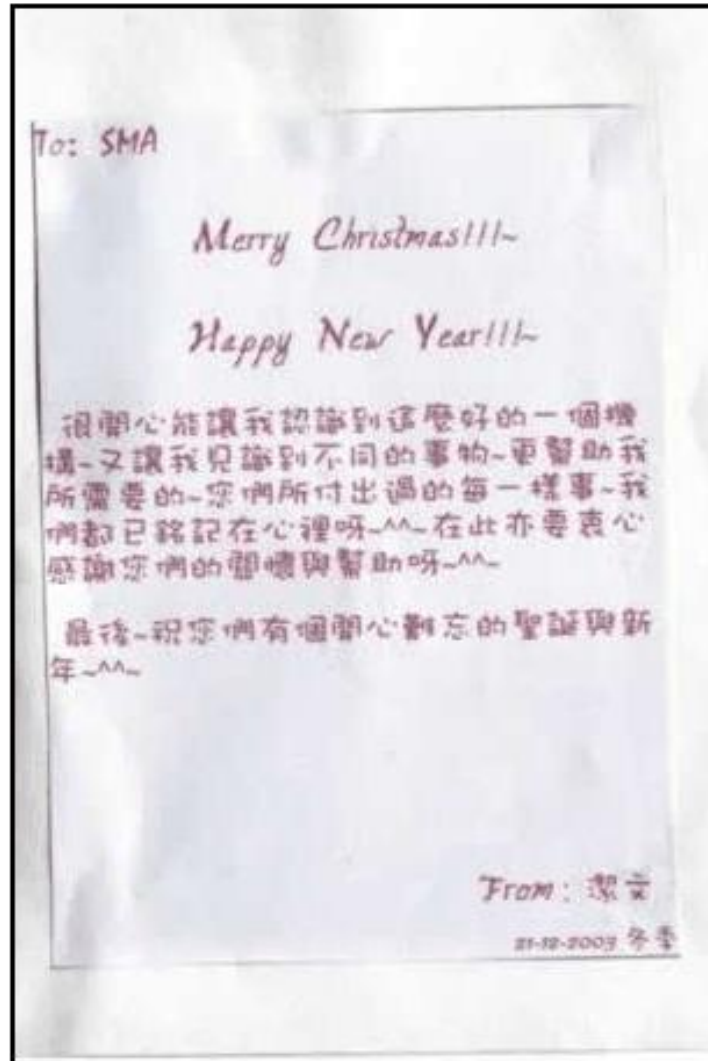 To: SMA
Merry Christmas!!!~
Happy New Year!!!~
很開心能讓我認識到這麼好的一個機
構~又讓我見識到不同的事物~更幫助我
所需要的~您們所付出過的每一樣事~我
們都已銘記在心裡呀~^^~在此亦要衷心
感謝您們的關懷與幫助呀~^^~
最後~祝您們有個開心難忘的聖誕與新
年~^^~
From: 潔文
21-12-2003 冬季